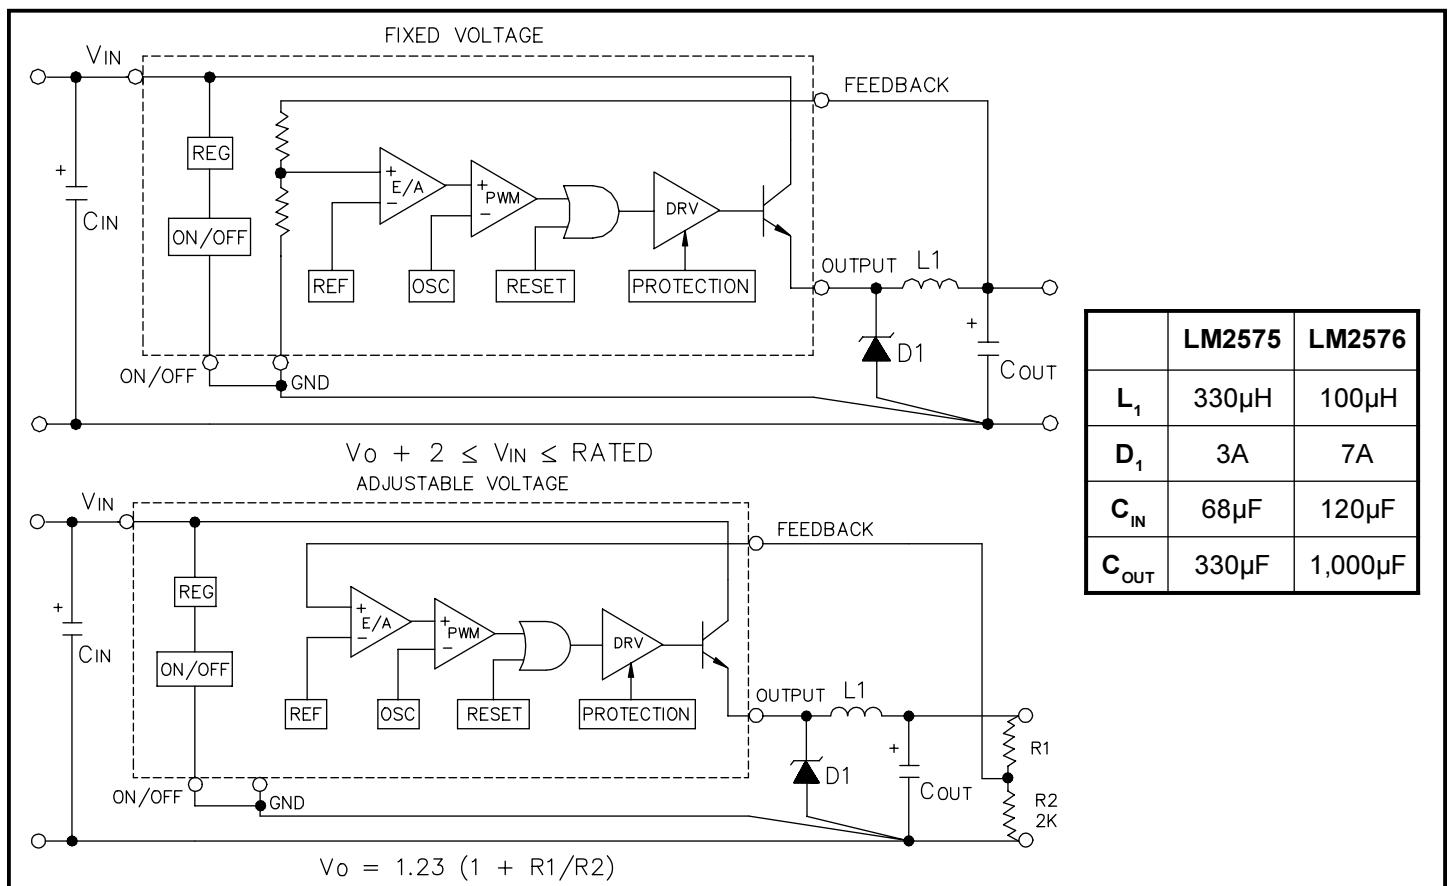 FIXED VOLTAGE
VIN
FEEDBACK
REG
+
E/A
−
+
PWM
−
DRV
+
CIN
ON/OFF
REF
OSC
RESET
PROTECTION
OUTPUT
L1
D1
+
COUT
ON/OFF
GND
VO + 2 ≤ VIN ≤ RATED
ADJUSTABLE VOLTAGE
VIN
FEEDBACK
REG
+
E/A
−
+
PWM
−
DRV
+
CIN
ON/OFF
REF
OSC
RESET
PROTECTION
OUTPUT
L1
R1
D1
+
COUT
R2
2K
ON/OFF
GND
VO = 1.23 (1 + R1/R2)
LM2575 LM2576
L1 330µH 100µH
D1 3A 7A
CIN 68µF 120µF
COUT 330µF 1,000µF